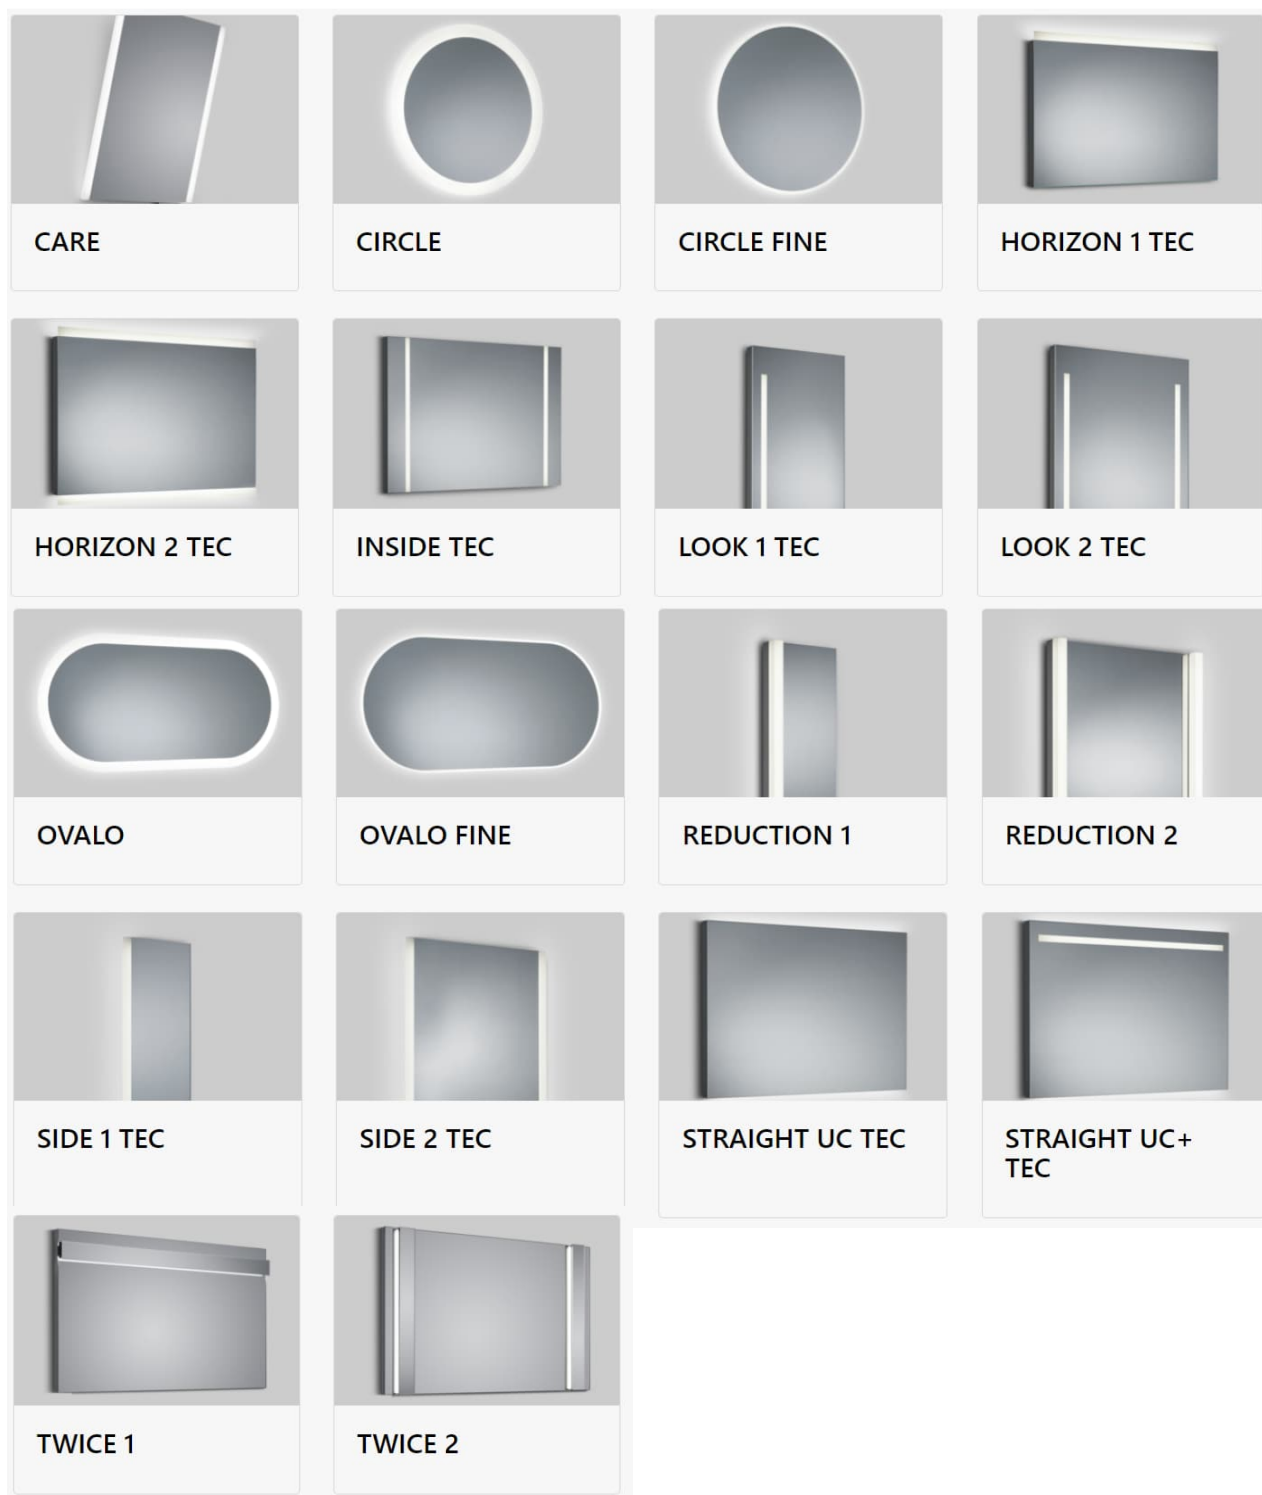 CARE
CIRCLE
CIRCLE FINE
HORIZON 1 TEC
HORIZON 2 TEC
INSIDE TEC
LOOK 1 TEC
LOOK 2 TEC
OVALO
OVALO FINE
REDUCTION 1
REDUCTION 2
SIDE 1 TEC
SIDE 2 TEC
STRAIGHT UC TEC
STRAIGHT UC+
TEC
TWICE 1
TWICE 2